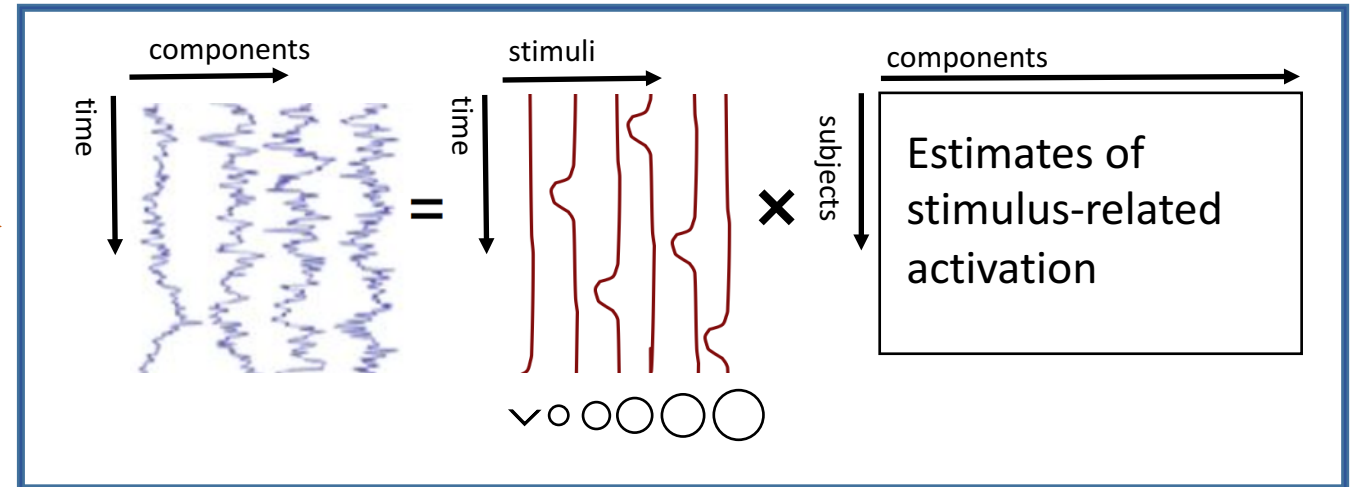 components
time
=
stimuli
time
×
components
subjects
Estimates of
stimulus-related
activation